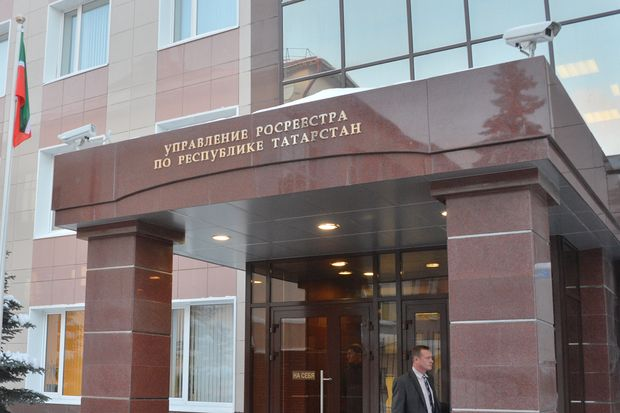 УПРАВЛЕНИЕ РОСРЕЕСТРА
ПО РЕСПУБЛИКЕ ТАТАРСТАН
НА СЕБЯ